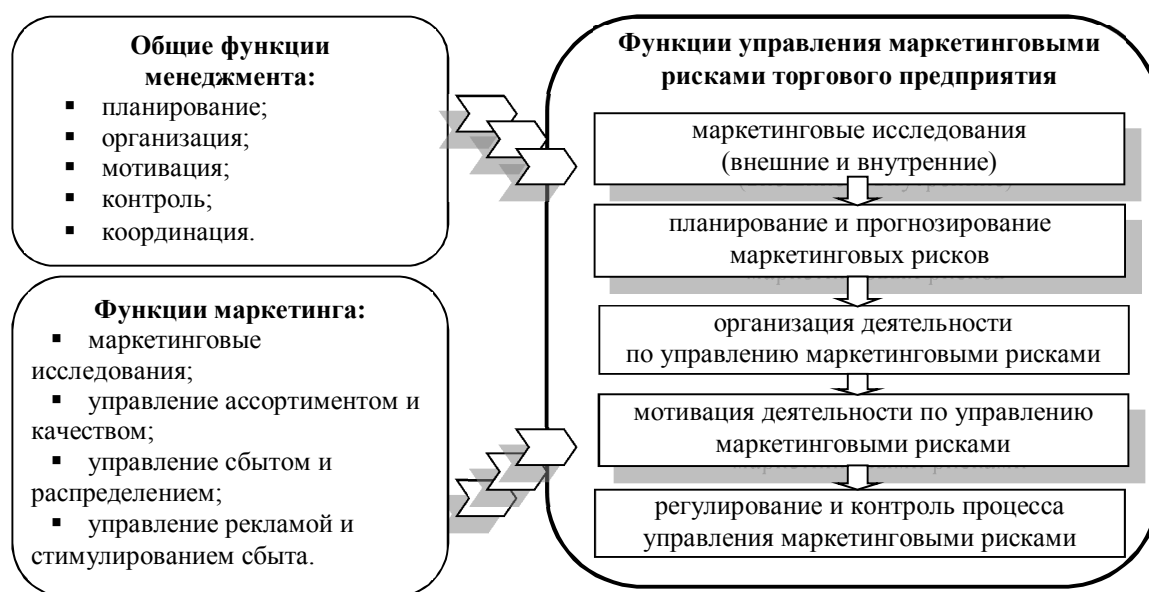 Общие функции
менеджмента:
▪ планирование;
▪ организация;
▪ мотивация;
▪ контроль;
▪ координация.
Функции маркетинга:
▪ маркетинговые
исследования;
▪ управление ассортиментом и
качеством;
▪ управление сбытом и
распределением;
▪ управление рекламой и
стимулированием сбыта.
Функции управления маркетинговыми
рисками торгового предприятия
маркетинговые исследования
(внешние и внутренние)
планирование и прогнозирование
маркетинговых рисков
организация деятельности
по управлению маркетинговыми рисками
мотивация деятельности по управлению
маркетинговыми рисками
регулирование и контроль процесса
управления маркетинговыми рисками